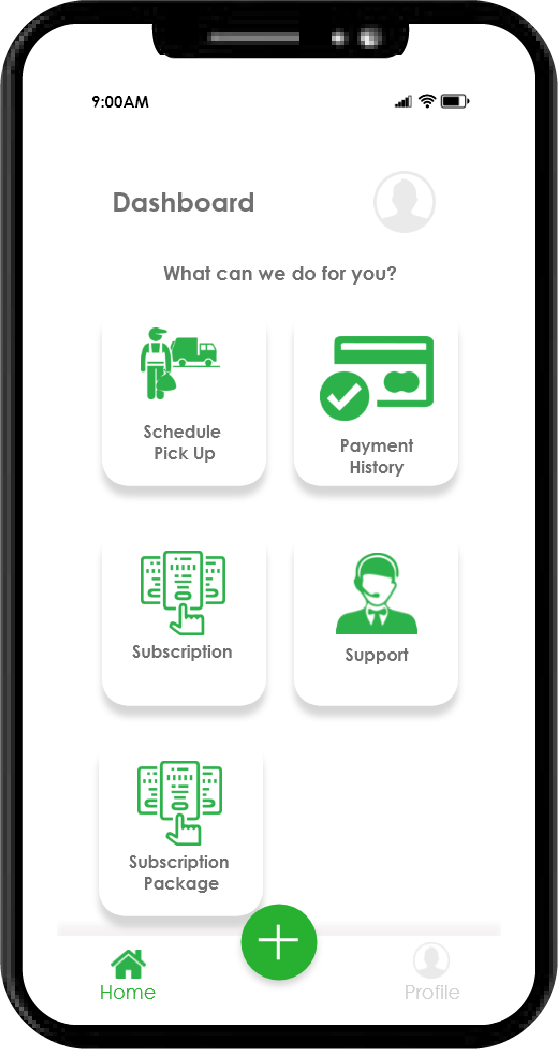 9:00AM
Dashboard
What can we do for you?
Schedule
Pick Up
Payment
History
Subscription
Support
Subscription
Package
Home
Profile